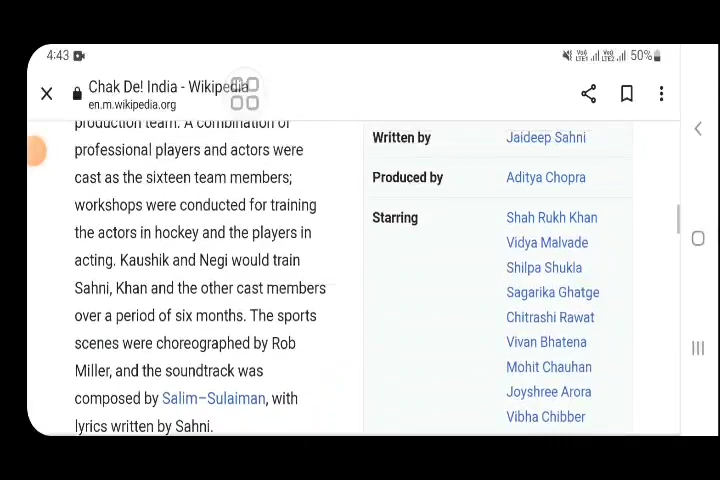 4:43
Vo) LTE1 Vo) LTE2 50%
Chak De! India - Wikipedia
en.m.wikipedia.org
production team. A combination of
professional players and actors were
cast as the sixteen team members;
workshops were conducted for training
the actors in hockey and the players in
acting. Kaushik and Negi would train
Sahni, Khan and the other cast members
over a period of six months. The sports
scenes were choreographed by Rob
Miller, and the soundtrack was
composed by Salim–Sulaiman, with
lyrics written by Sahni.
Written by Jaideep Sahni
Produced by Aditya Chopra
Starring Shah Rukh Khan
Vidya Malvade
Shilpa Shukla
Sagarika Ghatge
Chitrashi Rawat
Vivan Bhatena
Mohit Chauhan
Joyshree Arora
Vibha Chibber